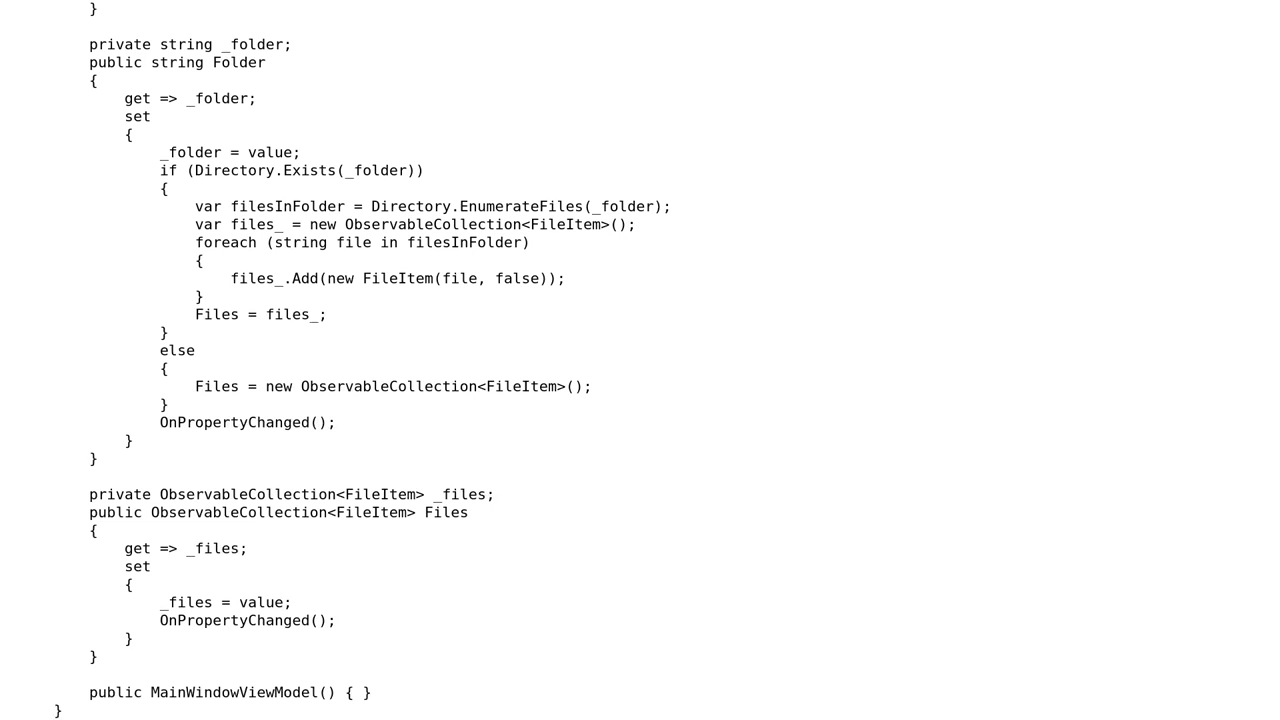 }
private string _folder;
public string Folder
{
get => _folder;
set
{
_folder = value;
if (Directory.Exists(_folder))
{
var filesInFolder = Directory.EnumerateFiles(_folder);
var files_ = new ObservableCollection<FileItem>();
foreach (string file in filesInFolder)
{
files_.Add(new FileItem(file, false));
}
Files = files_;
}
else
{
Files = new ObservableCollection<FileItem>();
}
OnPropertyChanged();
}
}
private ObservableCollection<FileItem> _files;
public ObservableCollection<FileItem> Files
{
get => _files;
set
{
_files = value;
OnPropertyChanged();
}
}
public MainWindowViewModel() { }
}